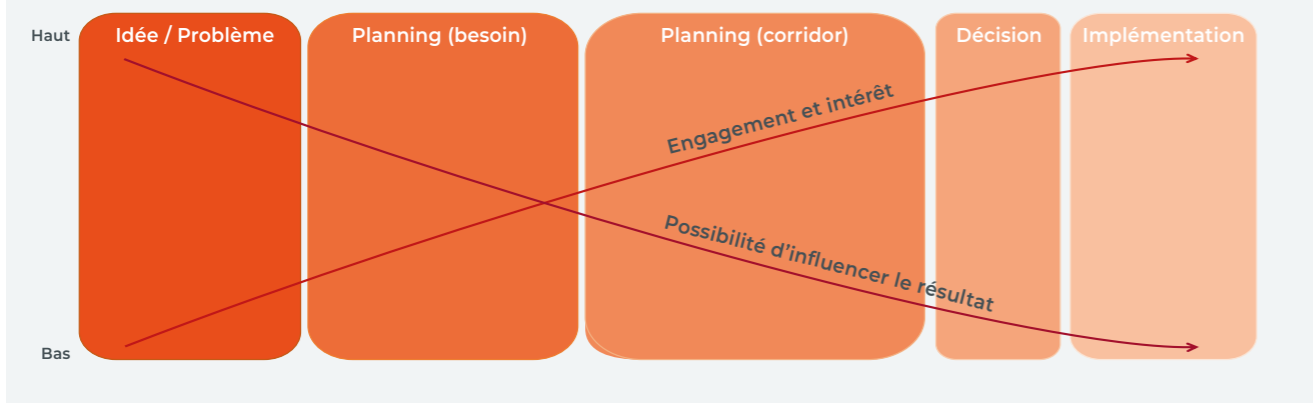 Haut
Idée / Problème
Planning (besoin)
Planning (corridor)
Décision
Implémentation
Engagement et intérêt
Possibilité d’influencer le résultat
Bas